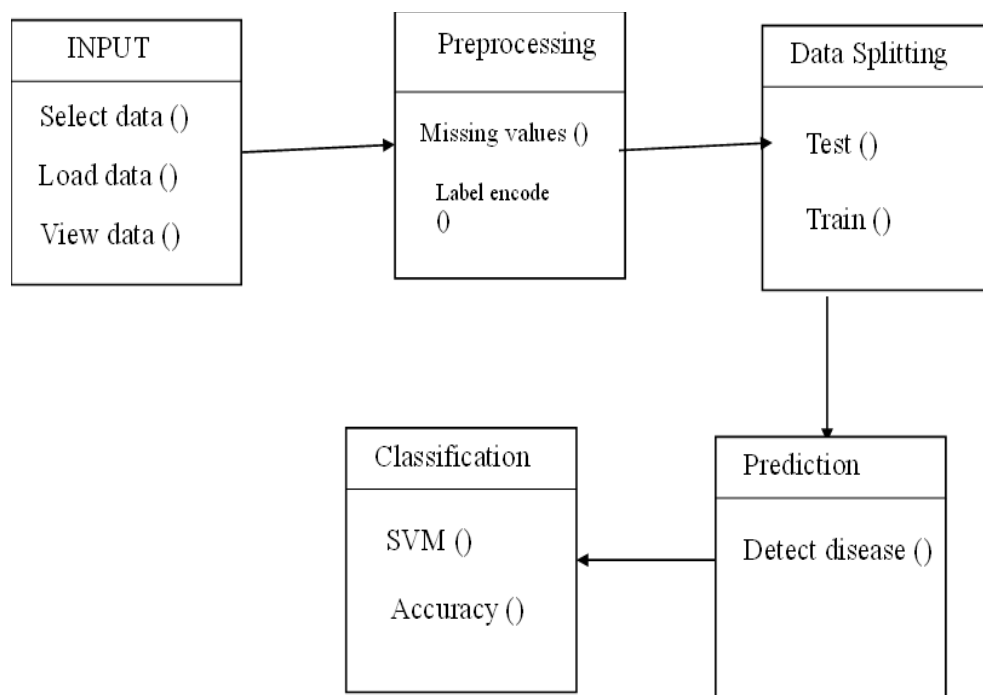 INPUT
Select data ()
Load data ()
View data ()
Preprocessing
Missing values ()
Label encode
()
Data Splitting
Test ()
Train ()
Classification
SVM ()
Accuracy ()
Prediction
Detect disease ()